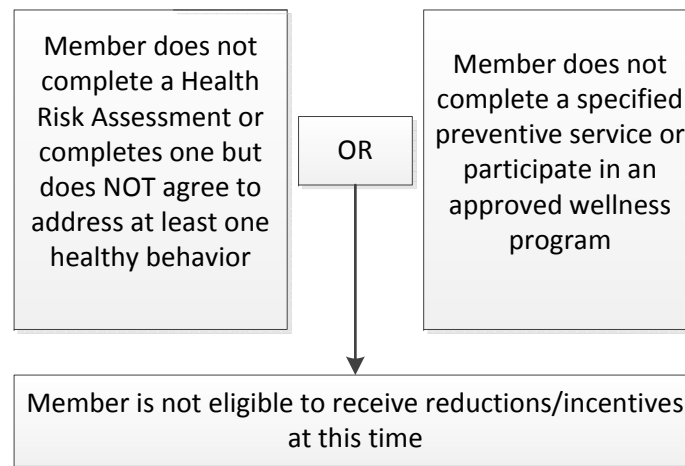 Member does not
complete a Health
Risk Assessment or
completes one but
does NOT agree to
address at least one
healthy behavior
OR
Member does not
complete a specified
preventive service or
participate in an
approved wellness
program
Member is not eligible to receive reductions/incentives
at this time